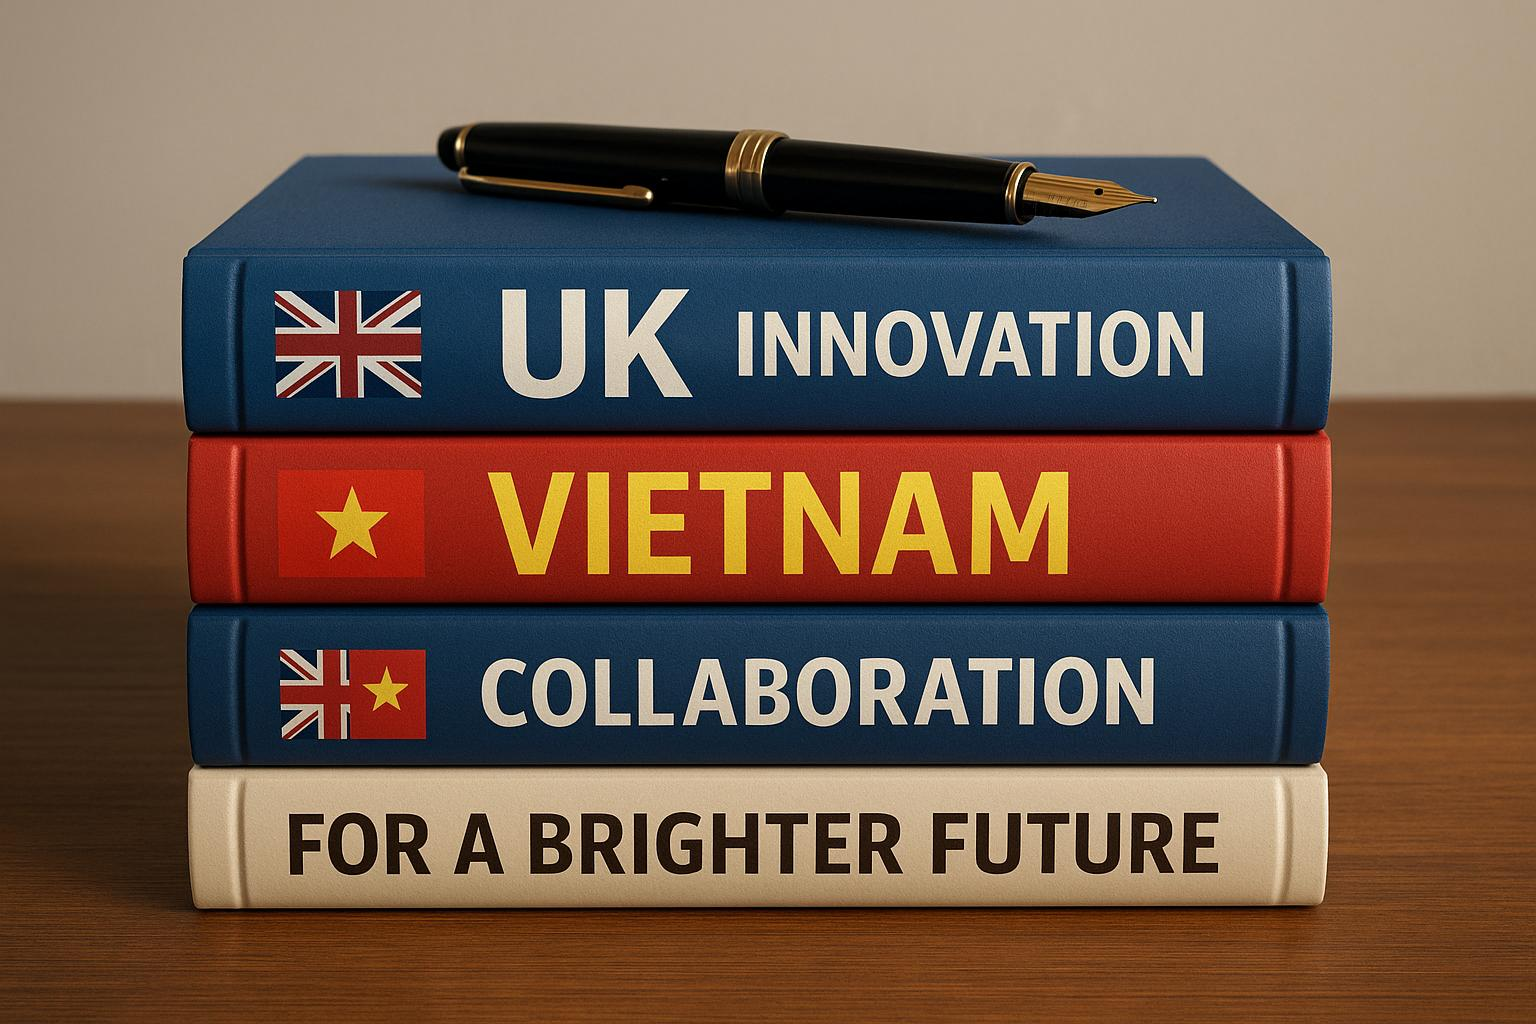 UK INNOVATION
VIETNAM
COLLABORATION
FOR A BRIGHTER FUTURE